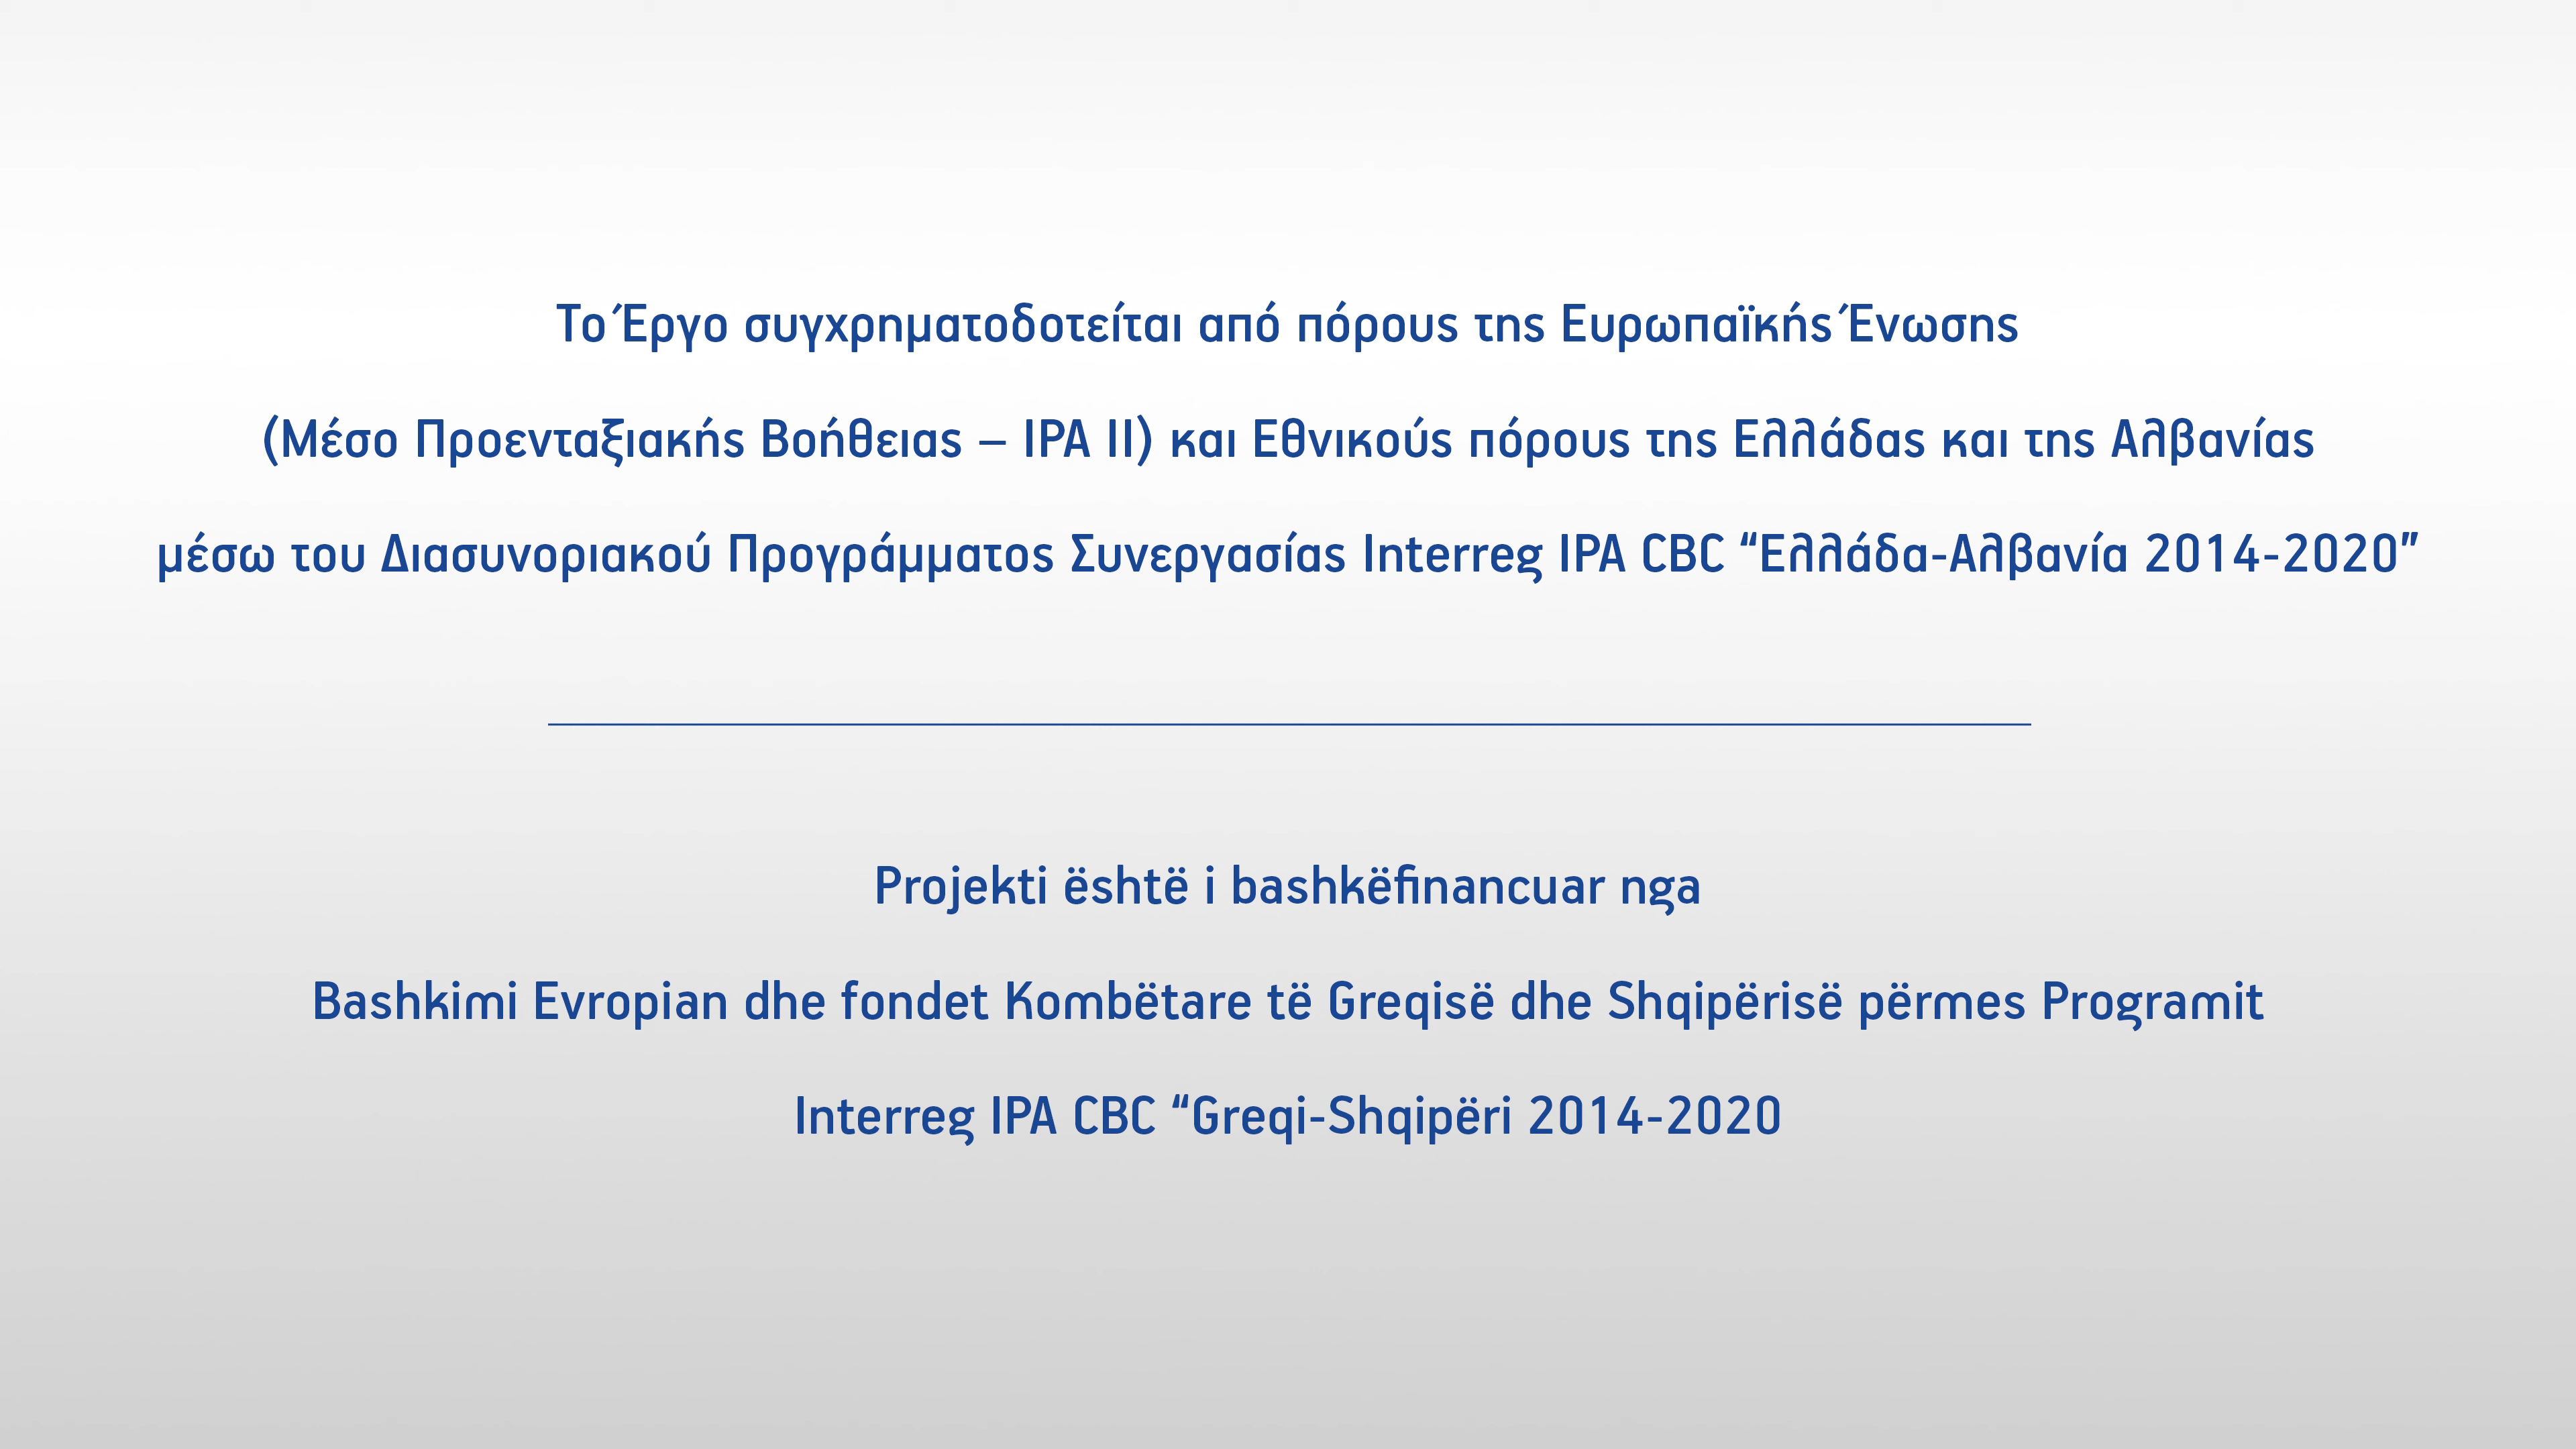 Το Έργο συγχρηματοδοτείται από πόρους της Ευρωπαϊκής Ένωσης
(Μέσο Προενταξιακής Βοήθειας – IPA II) και Εθνικούς πόρους της Ελλάδας και της Αλβανίας
μέσω του Διασυνοριακού Προγράμματος Συνεργασίας Interreg IPA CBC “Ελλάδα-Αλβανία 2014-2020”
Projekti është i bashkëfinancuar nga
Bashkimi Evropian dhe fondet Kombëtare të Greqisë dhe Shqipërisë përmes Programit
Interreg IPA CBC “Greqi-Shqipëri 2014-2020